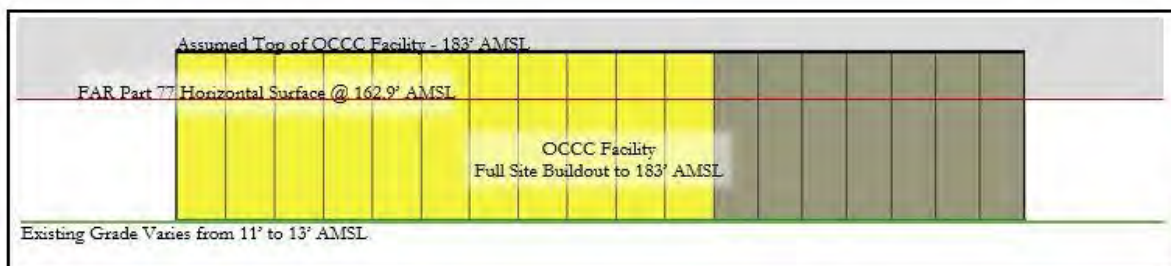 Assumed Top of OCCC Facility - 183' AMSL
FAR Part 77 Horizontal Surface @ 162.9' AMSL
OCCC Facility
Full Site Buildout to 183' AMSL
Existing Grade Varies from 11' to 13' AMSL